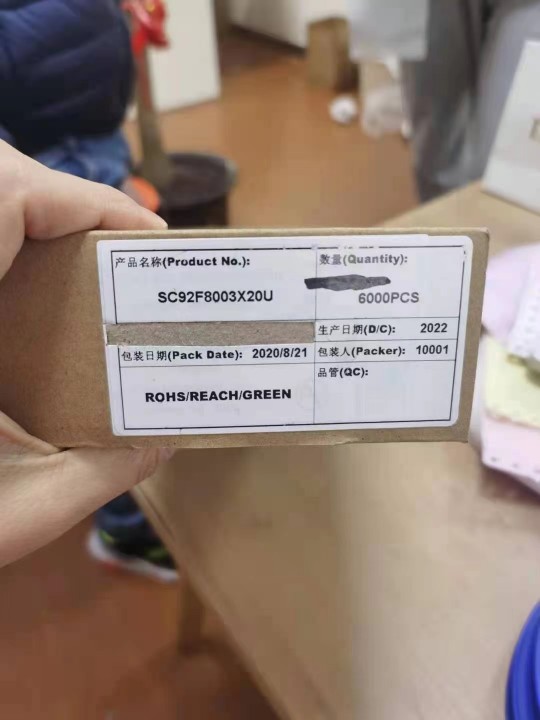 产品名称(Product No.):
SC92F8003X20U
数量(Quantity):
6000PCS
生产日期(D/C): 2022
包装日期(Pack Date): 2020/8/21
包装人(Packer): 10001
ROHS/REACH/GREEN
品管(QC):